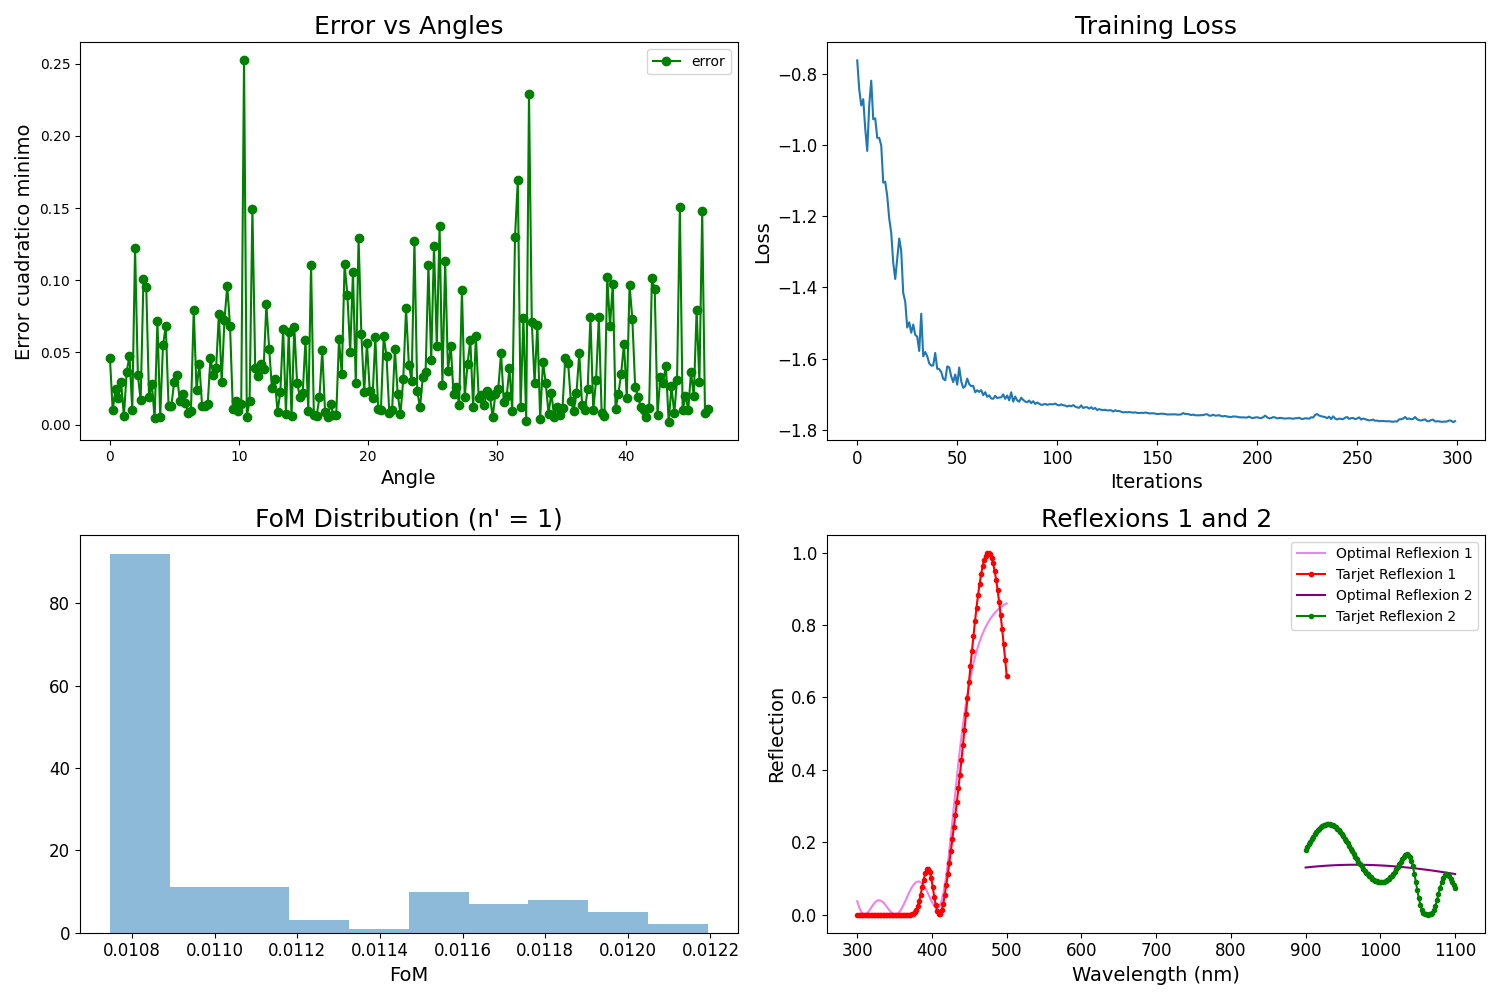 Error vs Angles
error
Error cuadratico minimo
0.25
0.20
0.15
0.10
0.05
0.00
0 10 20 30 40
Angle
Training Loss
Loss
−0.8
−1.0
−1.2
−1.4
−1.6
−1.8
0 50 100 150 200 250 300
Iterations
FoM Distribution (n' = 1)
80
60
40
20
0
0.0108 0.0110 0.0112 0.0114 0.0116 0.0118 0.0120 0.0122
FoM
Reflexions 1 and 2
Optimal Reflexion 1
Tarjet Reflexion 1
Optimal Reflexion 2
Tarjet Reflexion 2
Reflection
1.0
0.8
0.6
0.4
0.2
0.0
300 400 500 600 700 800 900 1000 1100
Wavelength (nm)